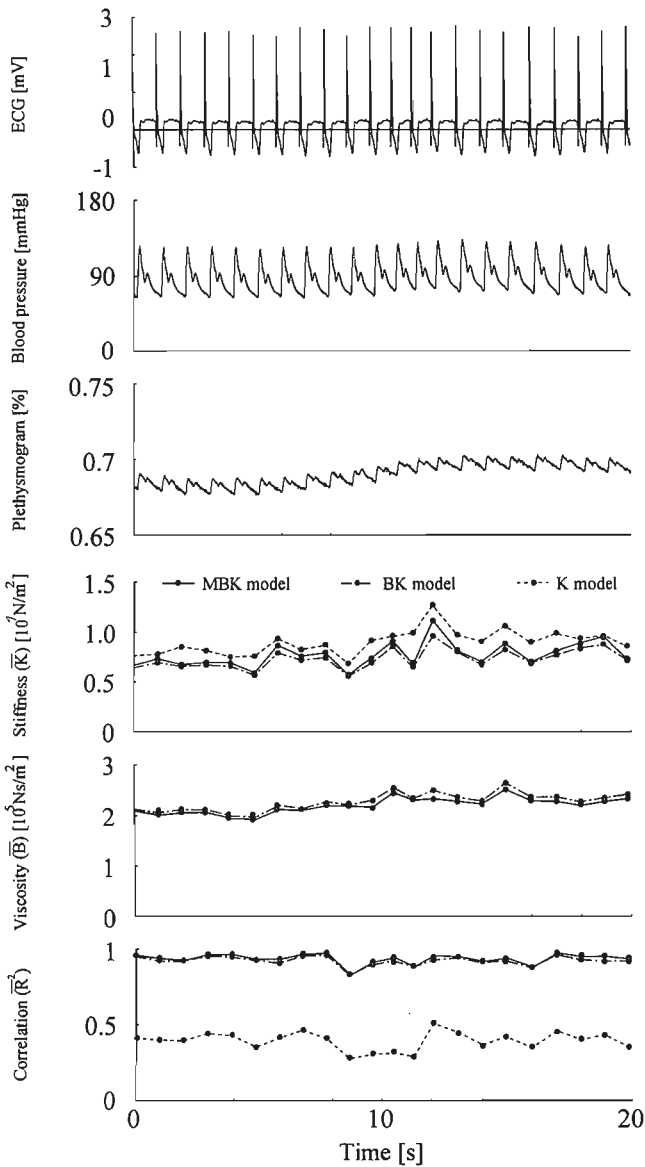 ECG [mV]
3
1
0
-1
Blood pressure [mmHg]
180
90
0
Plethysmogram [%]
0.75
0.7
0.65
Stiffness (K̅) [10⁷N/m²]
1.5
1.0
0.5
0
MBK model
BK model
K model
Viscosity (B̅) [10⁵Ns/m²]
3
2
1
0
Correlation (R̅²)
1
0.5
0
0
10
20
Time [s]